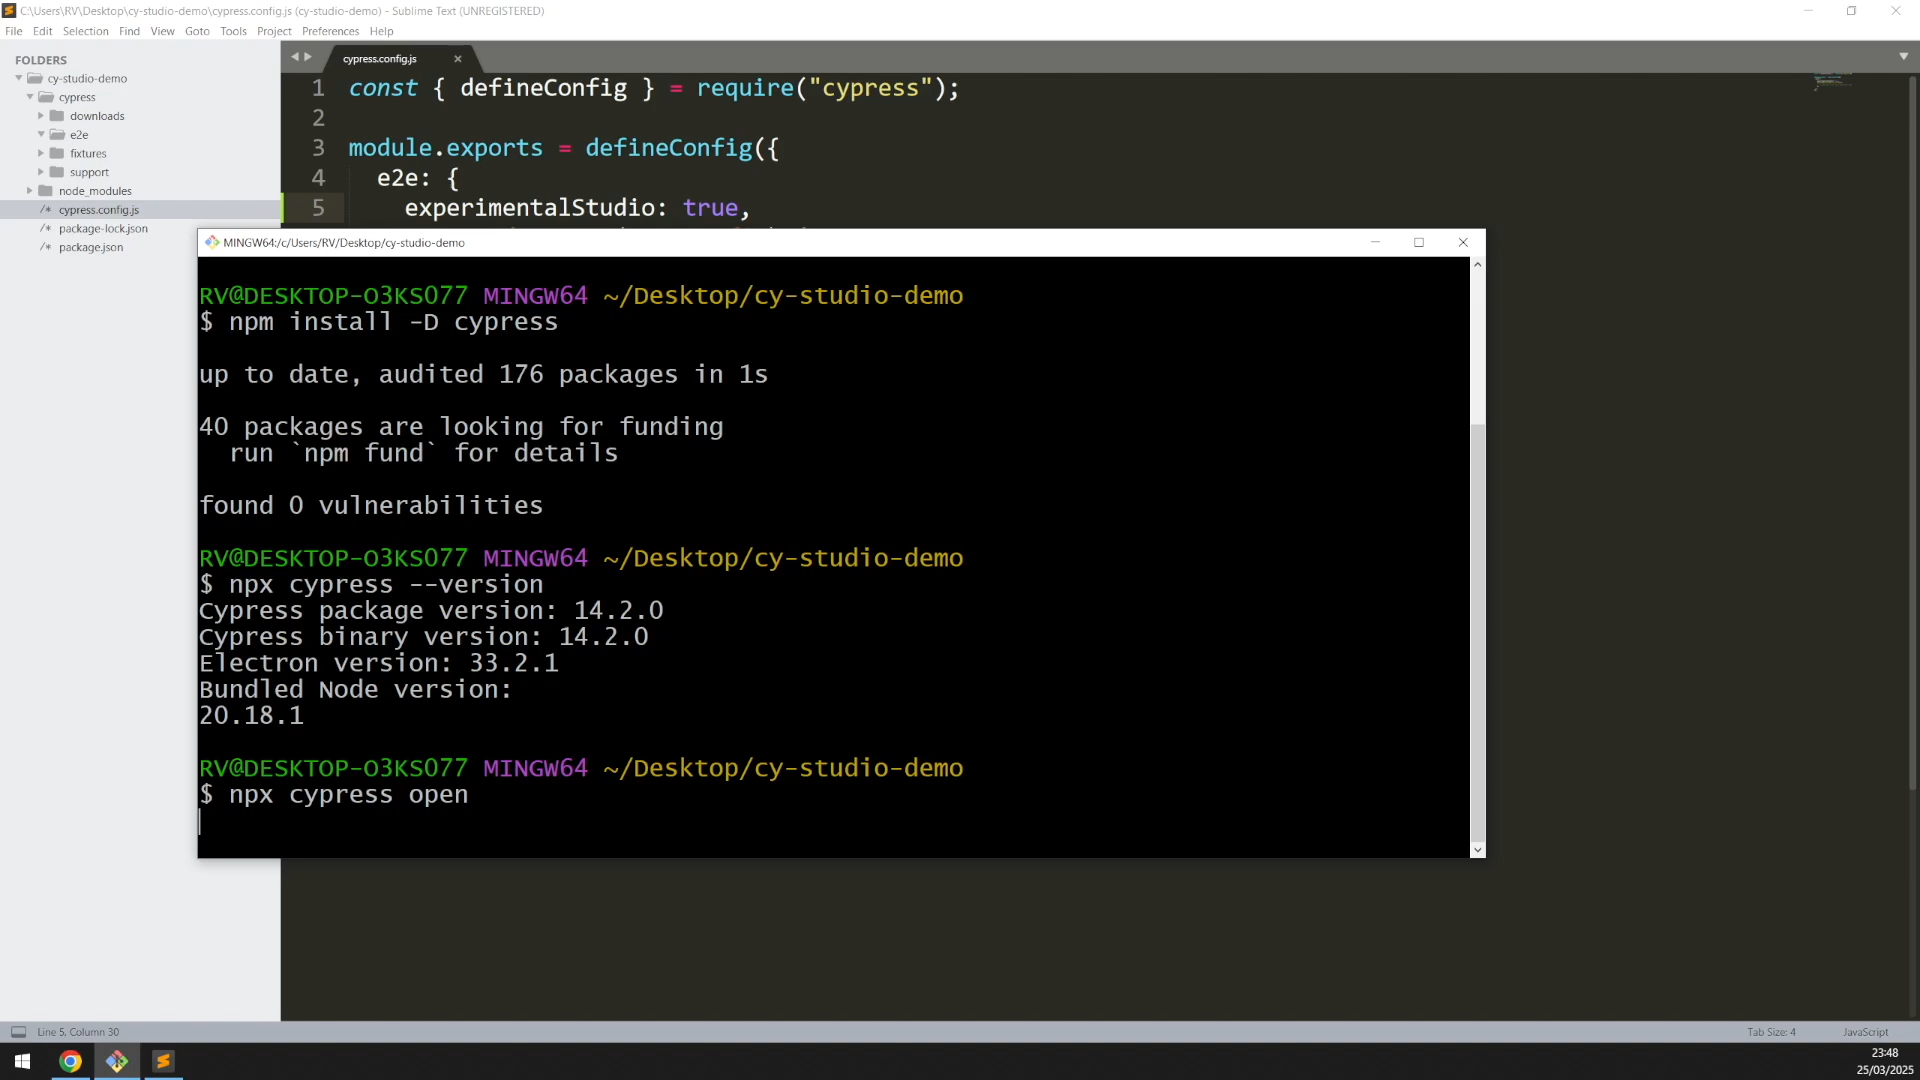 C:\Users\RV\Desktop\cy-studio-demo\cypress.config.js (cy-studio-demo) - Sublime Text (UNREGISTERED)
File Edit Selection Find View Goto Tools Project Preferences Help
FOLDERS
cy-studio-demo
cypress
downloads
e2e
fixtures
support
node_modules
/* cypress.config.js
/* package-lock.json
/* package.json
cypress.config.js
1 const { defineConfig } = require("cypress");
2
3 module.exports = defineConfig({
4 e2e: {
5 experimentalStudio: true,
MINGW64:/c/Users/RV/Desktop/cy-studio-demo
RV@DESKTOP-O3KS077 MINGW64 ~/Desktop/cy-studio-demo
$ npm install -D cypress
up to date, audited 176 packages in 1s
40 packages are looking for funding
run `npm fund` for details
found 0 vulnerabilities
RV@DESKTOP-O3KS077 MINGW64 ~/Desktop/cy-studio-demo
$ npx cypress --version
Cypress package version: 14.2.0
Cypress binary version: 14.2.0
Electron version: 33.2.1
Bundled Node version:
20.18.1
RV@DESKTOP-O3KS077 MINGW64 ~/Desktop/cy-studio-demo
$ npx cypress open
Line 5, Column 30
Tab Size: 4
JavaScript
23:48
25/03/2025